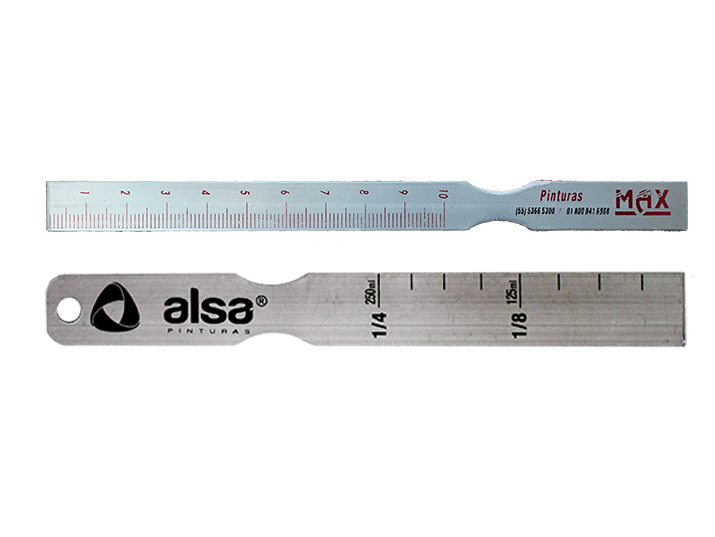 1 2 3 4 5 6 7 8 9 10
Pinturas
MAX
(55) 5366 5300 / 01 800 841 6908
alsa®
PINTURAS
250ml
1/4
125ml
1/8